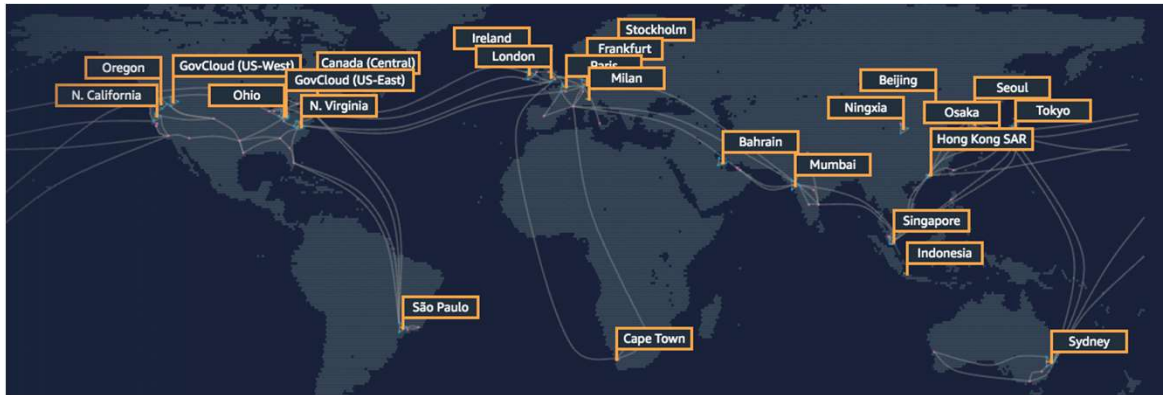 Stockholm
Ireland
Frankfurt
London
Paris
Milan
Canada (Central)
GovCloud (US-West)
Oregon
GovCloud (US-East)
N. California
Ohio
N. Virginia
Beijing
Seoul
Ningxia
Osaka
Tokyo
Hong Kong SAR
Bahrain
Mumbai
Singapore
Indonesia
São Paulo
Cape Town
Sydney